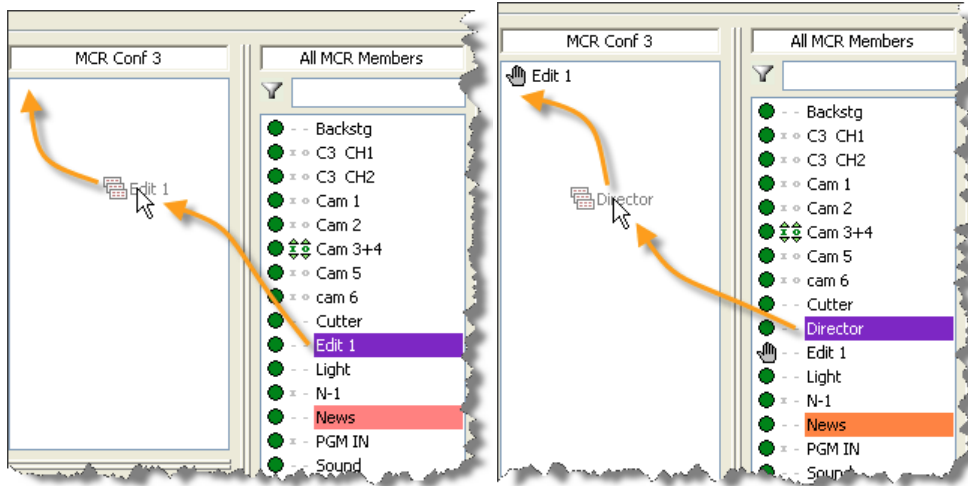 MCR Conf 3
All MCR Members
Edit 1
Backstg
C3 CH1
C3 CH2
Cam 1
Cam 2
Cam 3+4
Cam 5
cam 6
Cutter
Edit 1
Light
N-1
News
PGM IN
Sound
MCR Conf 3
All MCR Members
Edit 1
Director
Backstg
C3 CH1
C3 CH2
Cam 1
Cam 2
Cam 3+4
Cam 5
cam 6
Cutter
Director
Edit 1
Light
N-1
News
PGM IN
Sound